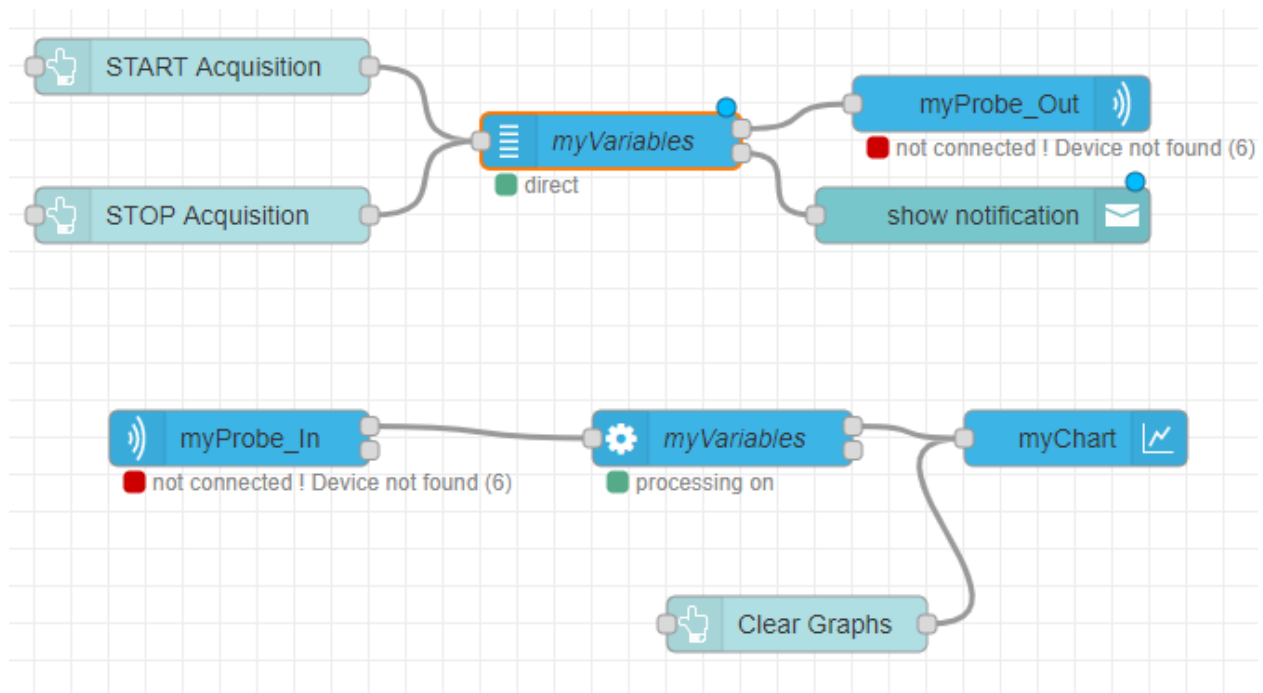 START Acquisition
myProbe_Out
myVariables
not connected ! Device not found (6)
direct
STOP Acquisition
show notification
myProbe_In
myVariables
myChart
not connected ! Device not found (6)
processing on
Clear Graphs